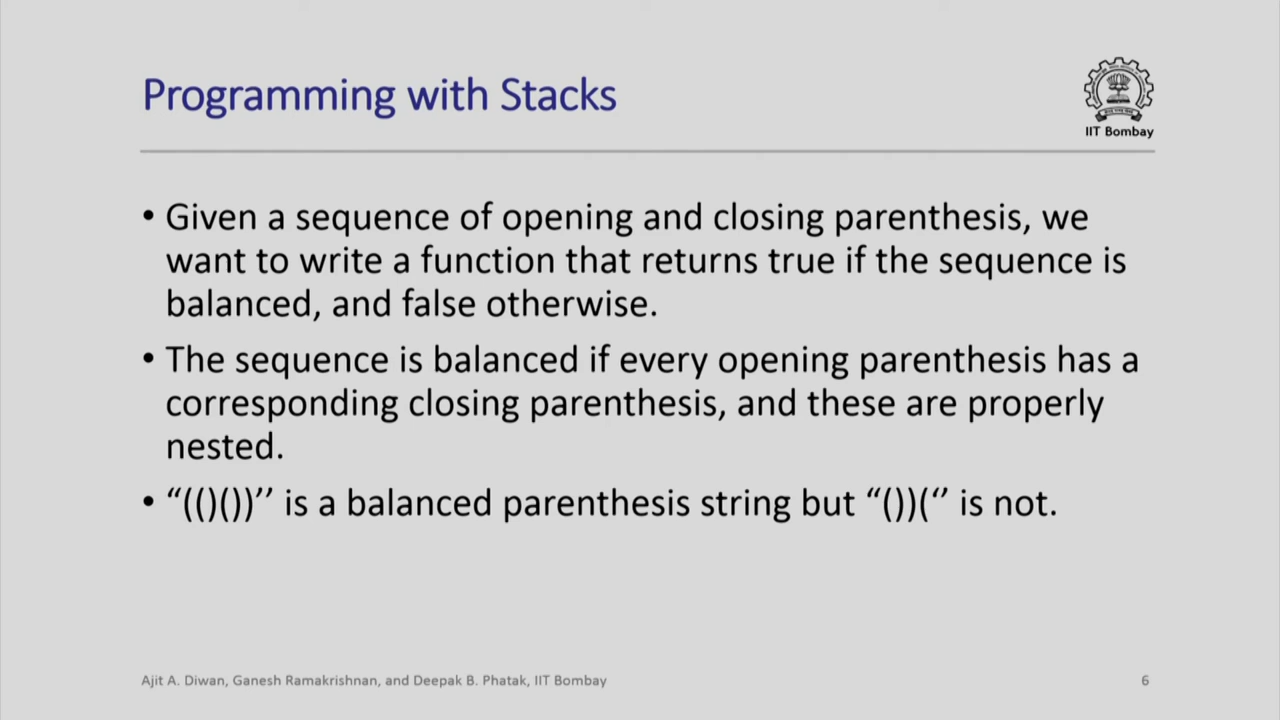 Programming with Stacks
IIT Bombay
• Given a sequence of opening and closing parenthesis, we
want to write a function that returns true if the sequence is
balanced, and false otherwise.
• The sequence is balanced if every opening parenthesis has a
corresponding closing parenthesis, and these are properly
nested.
• “(()())’’ is a balanced parenthesis string but “())(‘’ is not.
Ajit A. Diwan, Ganesh Ramakrishnan, and Deepak B. Phatak, IIT Bombay
6